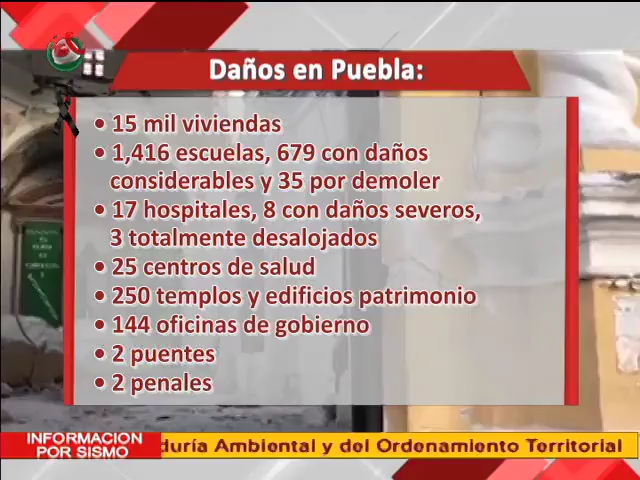 Daños en Puebla:
• 15 mil viviendas
• 1,416 escuelas, 679 con daños
considerables y 35 por demoler
• 17 hospitales, 8 con daños severos,
3 totalmente desalojados
• 25 centros de salud
• 250 templos y edificios patrimonio
• 144 oficinas de gobierno
• 2 puentes
• 2 penales
INFORMACION
POR SISMO
duría Ambiental y del Ordenamiento Territorial